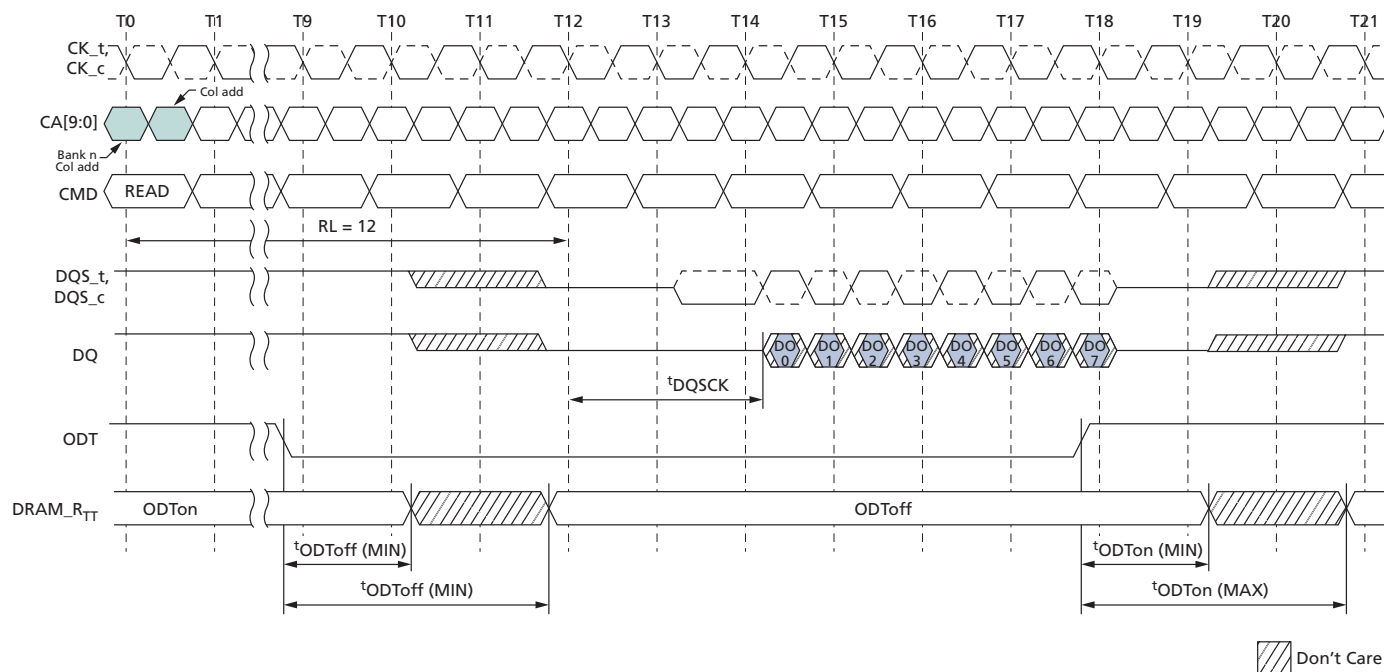 T0 T1 T9 T10 T11 T12 T13 T14 T15 T16 T17 T18 T19 T20 T21
CK_t,
CK_c
Col add
CA[9:0]
Bank n
Col add
CMD READ
RL = 12
DQS_t,
DQS_c
DQ DO 0 DO 1 DO 2 DO 3 DO 4 DO 5 DO 6 DO 7
tDQSCK
ODT
DRAM_RTT ODTon ODToff
tODToff (MIN) tODTon (MIN)
tODToff (MIN) tODTon (MAX)
Don't Care